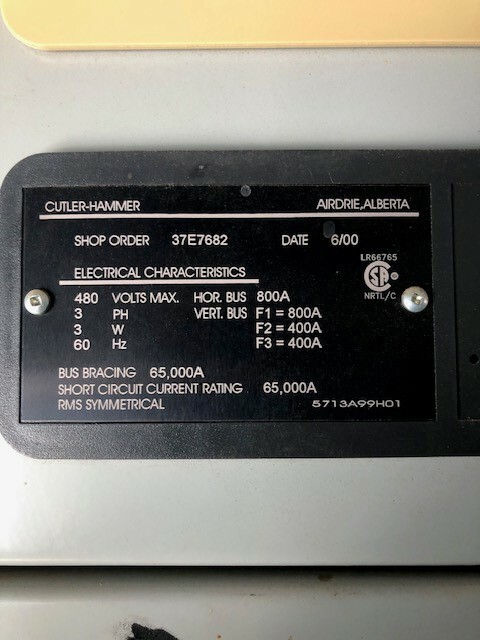 CUTLER-HAMMER AIRDRIE, ALBERTA
SHOP ORDER 37E7682 DATE 6/00
LR66765
ELECTRICAL CHARACTERISTICS
SA
NRTL/C
480 VOLTS MAX. HOR. BUS 800A
3 PH VERT. BUS F1 = 800A
3 W F2 = 400A
60 Hz F3 = 400A
BUS BRACING 65,000A
SHORT CIRCUIT CURRENT RATING 65,000A
RMS SYMMETRICAL 5713A99H01